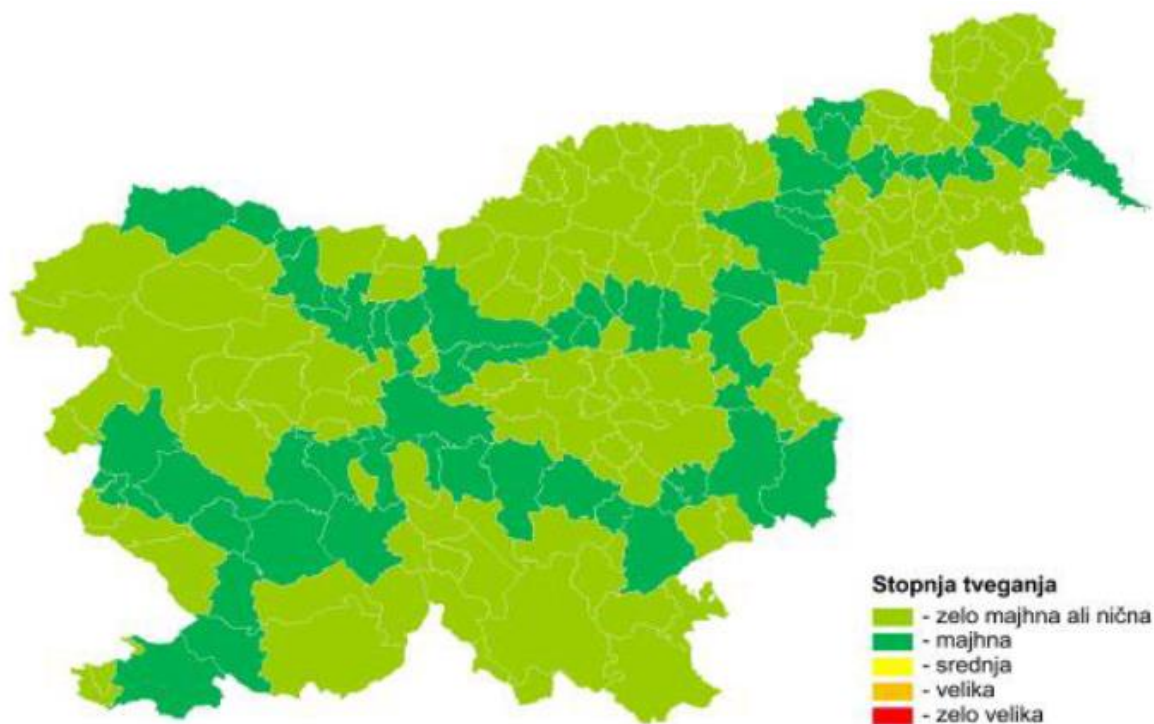 Stopnja tveganja
- zelo majhna ali nična
- majhna
- srednja
- velika
- zelo velika